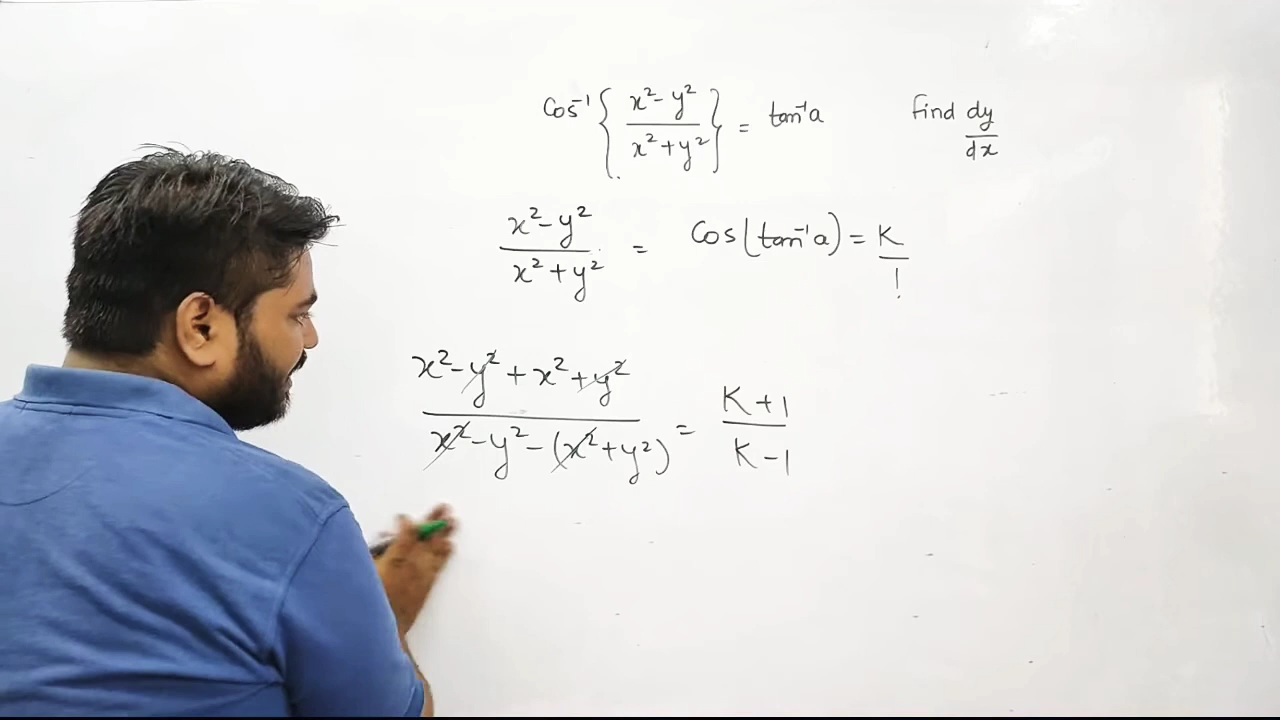 Cos⁻¹ { x² - y² / x² + y² } = tan⁻¹a find dy/dx
x² - y² / x² + y² = Cos(tan⁻¹a) = K/1
x² - y² + x² + y² / x² - y² - (x² + y²) = K + 1 / K - 1